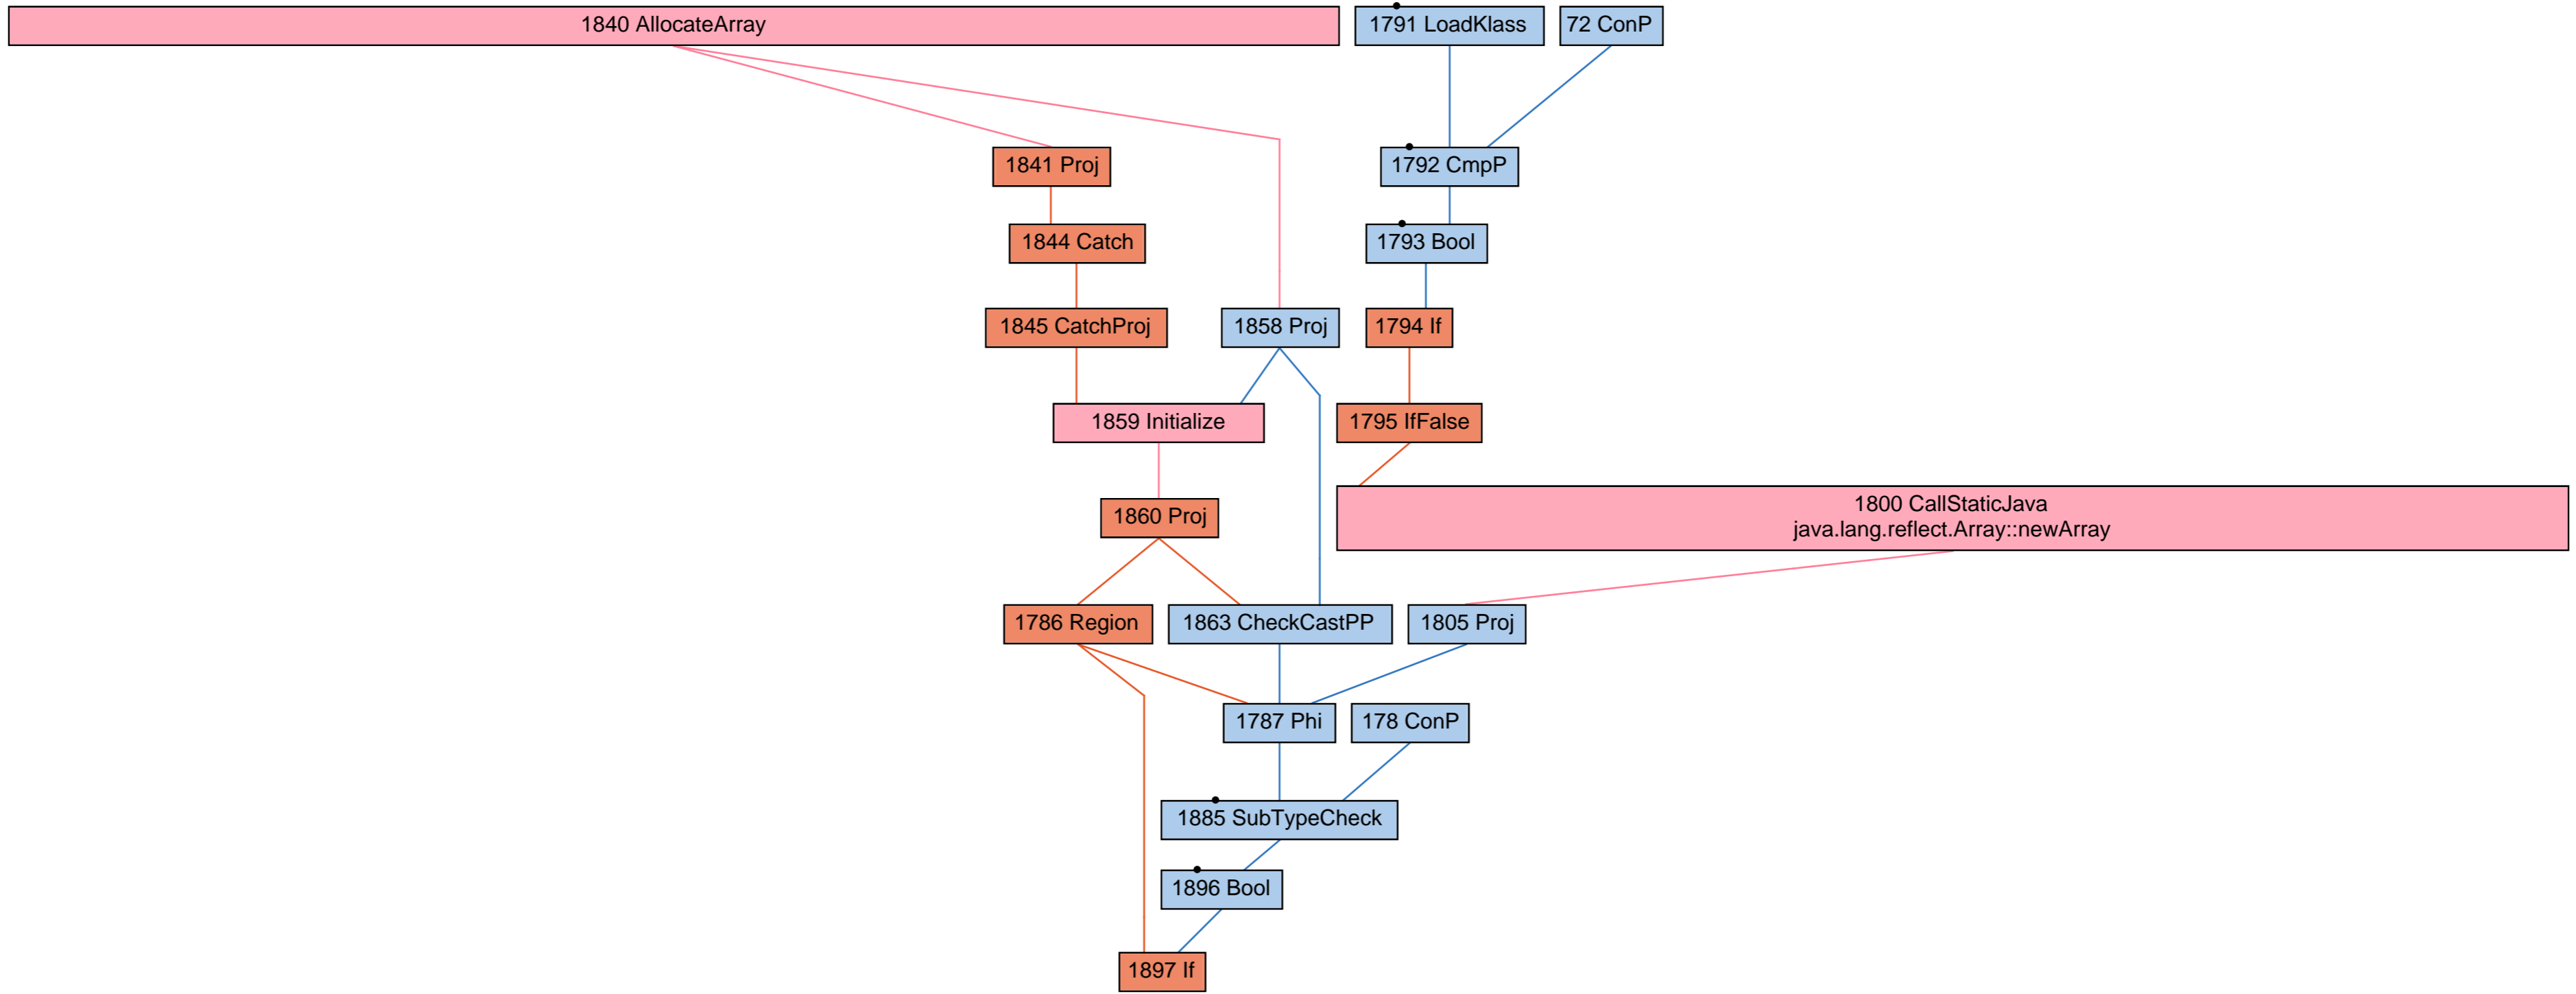 1840 AllocateArray
1791 LoadKlass
72 ConP
1841 Proj
1792 CmpP
1844 Catch
1793 Bool
1845 CatchProj
1858 Proj
1794 If
1859 Initialize
1795 IfFalse
1800 CallStaticJava
java.lang.reflect.Array::newArray
1860 Proj
1786 Region
1863 CheckCastPP
1805 Proj
1787 Phi
178 ConP
1885 SubTypeCheck
1896 Bool
1897 If